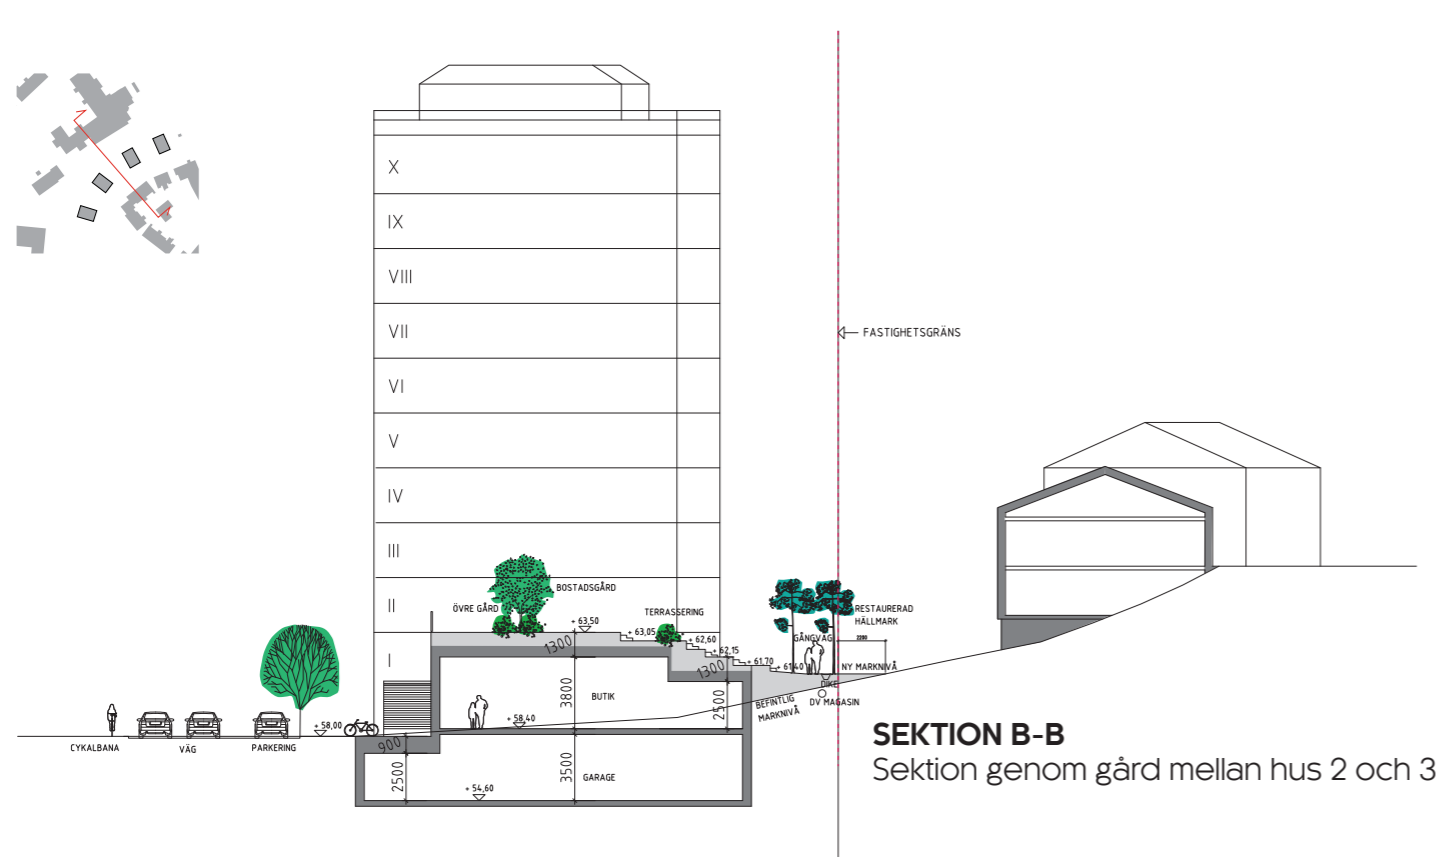 X
IX
VIII
VII
VI
V
IV
III
II
I
FASTIGHETSGRÄNS
BOSTADSGÅRD
ÖVRE GÅRD
TERRASSERING
+ 63,50
+ 63,05
+ 62,60
+ 62,15
+ 61,70
+ 61,40
RESTAURERAD
HÄLLMARK
GÅNGVÄG
2280
NY MARKNIVÅ
DIKE
DV MAGASIN
BEFINTLIG
MARKNIVÅ
1300
1300
3800
BUTIK
2500
+ 58,40
+ 58,00
CYKALBANA
VÄG
PARKERING
900
2500
3500
GARAGE
+ 54,60
SEKTION B-B
Sektion genom gård mellan hus 2 och 3